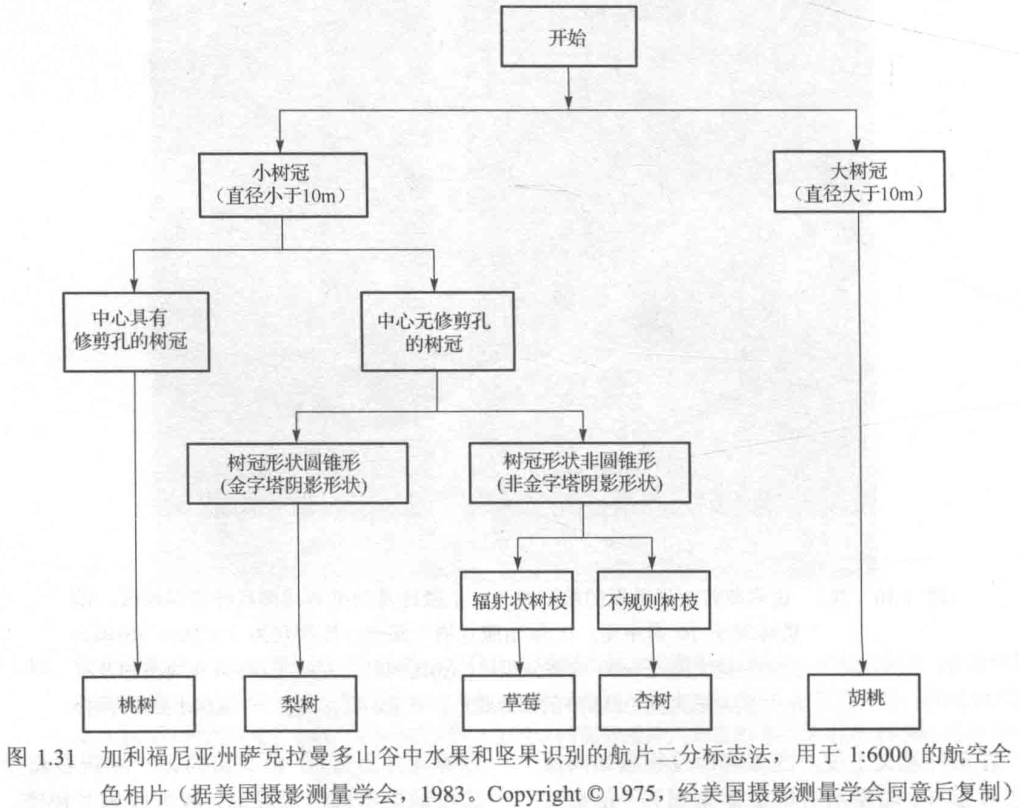 开始
小树冠
（直径小于10m）
大树冠
（直径大于10m）
中心具有
修剪孔的树冠
中心无修剪孔
的树冠
树冠形状圆锥形
(金字塔阴影形状)
树冠形状非圆锥形
(非金字塔阴影形状)
辐射状树枝
不规则树枝
桃树
梨树
草莓
杏树
胡桃
图 1.31 加利福尼亚州萨克拉曼多山谷中水果和坚果识别的航片二分标志法，用于 1:6000 的航空全
色相片（据美国摄影测量学会，1983。Copyright © 1975，经美国摄影测量学会同意后复制）